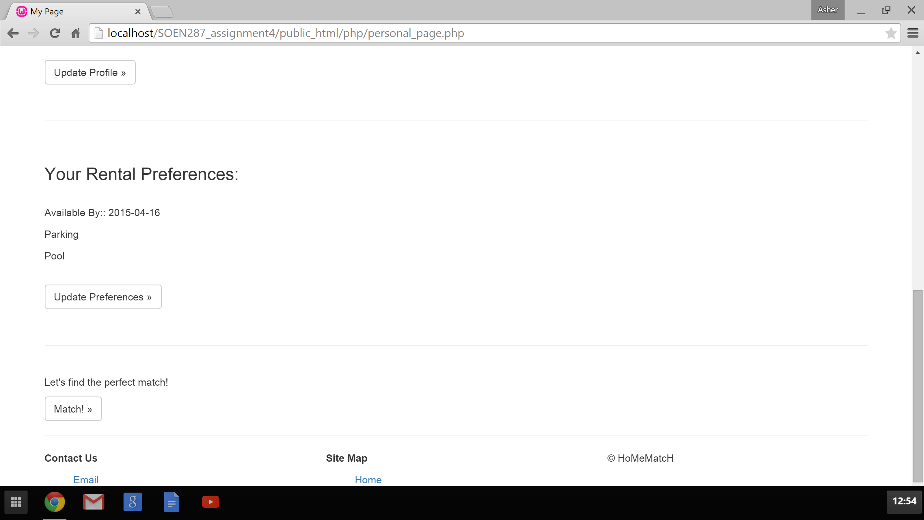 My Page
Asher
localhost/SOEN287_assignment4/public_html/php/personal_page.php
Update Profile »
Your Rental Preferences:
Available By:: 2015-04-16
Parking
Pool
Update Preferences »
Let's find the perfect match!
Match! »
Contact Us
Site Map
© HoMeMatcH
Email
Home
12:54